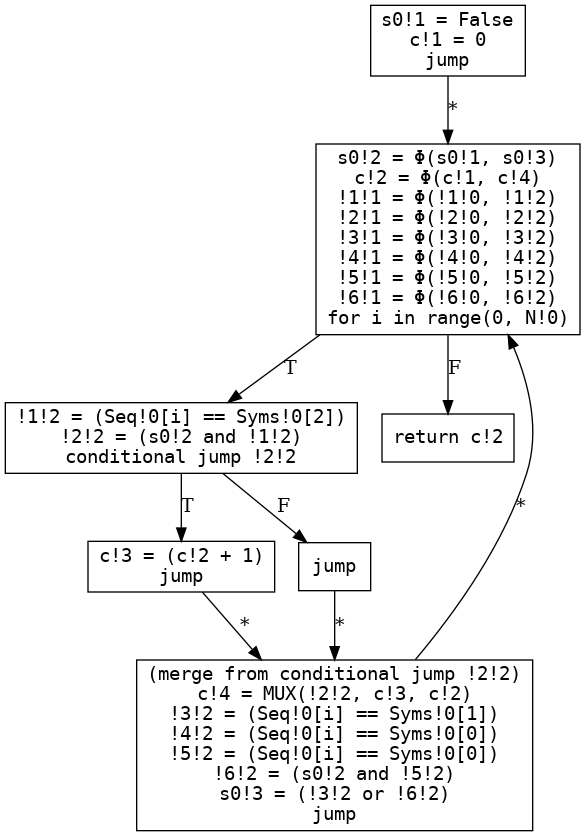 s0!1 = False
c!1 = 0
jump
*
s0!2 = Φ(s0!1, s0!3)
c!2 = Φ(c!1, c!4)
!1!1 = Φ(!1!0, !1!2)
!2!1 = Φ(!2!0, !2!2)
!3!1 = Φ(!3!0, !3!2)
!4!1 = Φ(!4!0, !4!2)
!5!1 = Φ(!5!0, !5!2)
!6!1 = Φ(!6!0, !6!2)
for i in range(0, N!0)
T
F
!1!2 = (Seq!0[i] == Syms!0[2])
!2!2 = (s0!2 and !1!2)
conditional jump !2!2
return c!2
T
F
*
c!3 = (c!2 + 1)
jump
jump
*
*
(merge from conditional jump !2!2)
c!4 = MUX(!2!2, c!3, c!2)
!3!2 = (Seq!0[i] == Syms!0[1])
!4!2 = (Seq!0[i] == Syms!0[0])
!5!2 = (Seq!0[i] == Syms!0[0])
!6!2 = (s0!2 and !5!2)
s0!3 = (!3!2 or !6!2)
jump